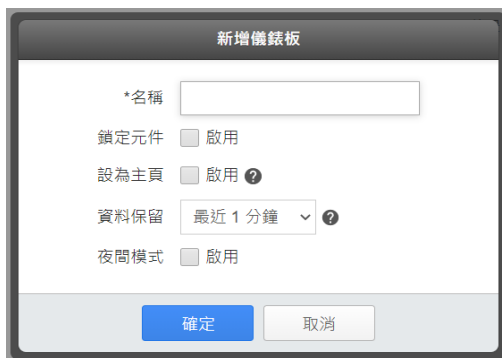 新增儀錶板
*名稱
鎖定元件 啟用
設為主頁 啟用 ?
資料保留 最近 1 分鐘 ?
夜間模式 啟用
確定 取消